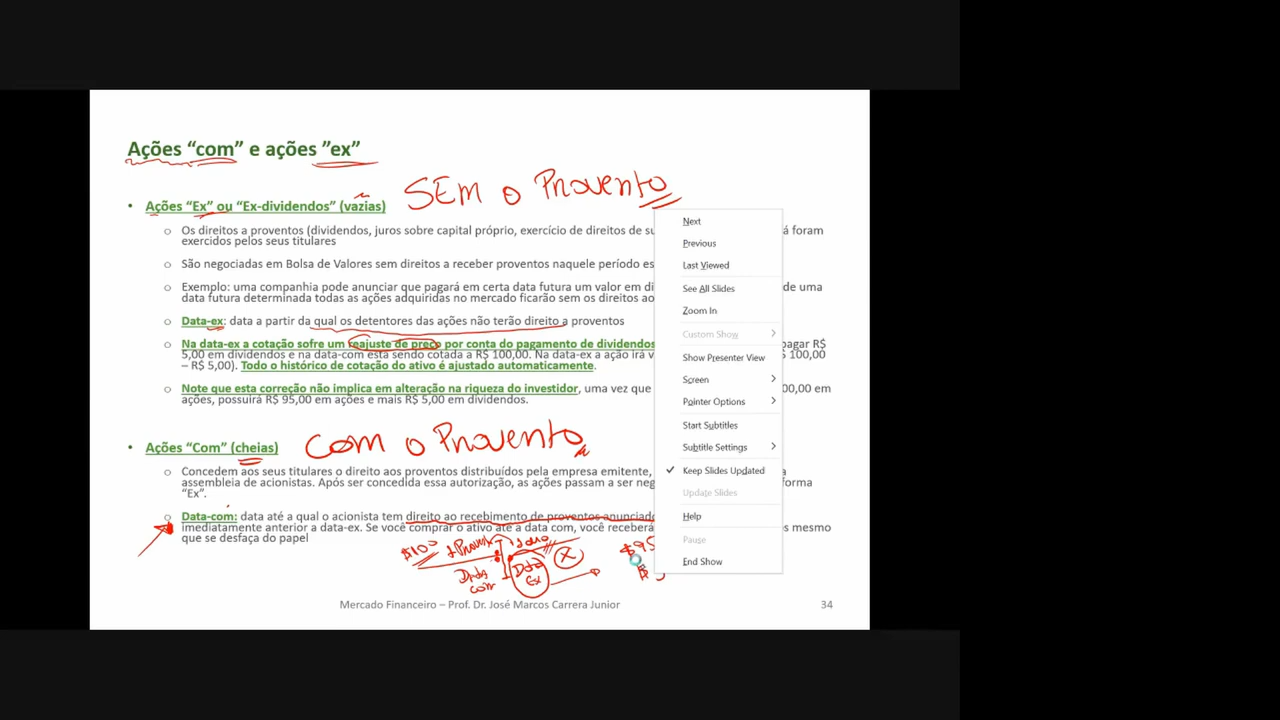 Ações “com” e ações ”ex”
• Ações “Ex” ou “Ex-dividendos” (vazias)
SEM o Provento
o Os direitos a proventos (dividendos, juros sobre capital próprio, exercício de direitos de su
á foram
exercidos pelos seus titulares
o São negociadas em Bolsa de Valores sem direitos a receber proventos naquele período es
o Exemplo: uma companhia pode anunciar que pagará em certa data futura um valor em di
de uma
data futura determinada todas as ações adquiridas no mercado ficarão sem os direitos ao
o Data-ex: data a partir da qual os detentores das ações não terão direito a proventos
o Na data-ex a cotação sofre um reajuste de preço por conta do pagamento de dividendos
pagar R$
5,00 em dividendos e na data-com está sendo cotada a R$ 100,00. Na data-ex a ação irá v
$ 100,00
– R$ 5,00). Todo o histórico de cotação do ativo é ajustado automaticamente.
o Note que esta correção não implica em alteração na riqueza do investidor, uma vez que
00,00 em
ações, possuirá R$ 95,00 em ações e mais R$ 5,00 em dividendos.
• Ações “Com” (cheias)
COM o Provento
o Concedem aos seus titulares o direito aos proventos distribuídos pela empresa emitente,
a
assembleia de acionistas. Após ser concedida essa autorização, as ações passam a ser neg
forma
“Ex”.
o Data-com: data até a qual o acionista tem direito ao recebimento de proventos anunciado
imediatamente anterior a data-ex. Se você comprar o ativo até a data com, você receberá
os mesmo
que se desfaça do papel
$100
Data
com
Data
Ex
X
$95
Mercado Financeiro – Prof. Dr. José Marcos Carrera Junior
34
Next
Previous
Last Viewed
See All Slides
Zoom In
Custom Show
Show Presenter View
Screen
Pointer Options
Start Subtitles
Subtitle Settings
Keep Slides Updated
Update Slides
Help
Pause
End Show